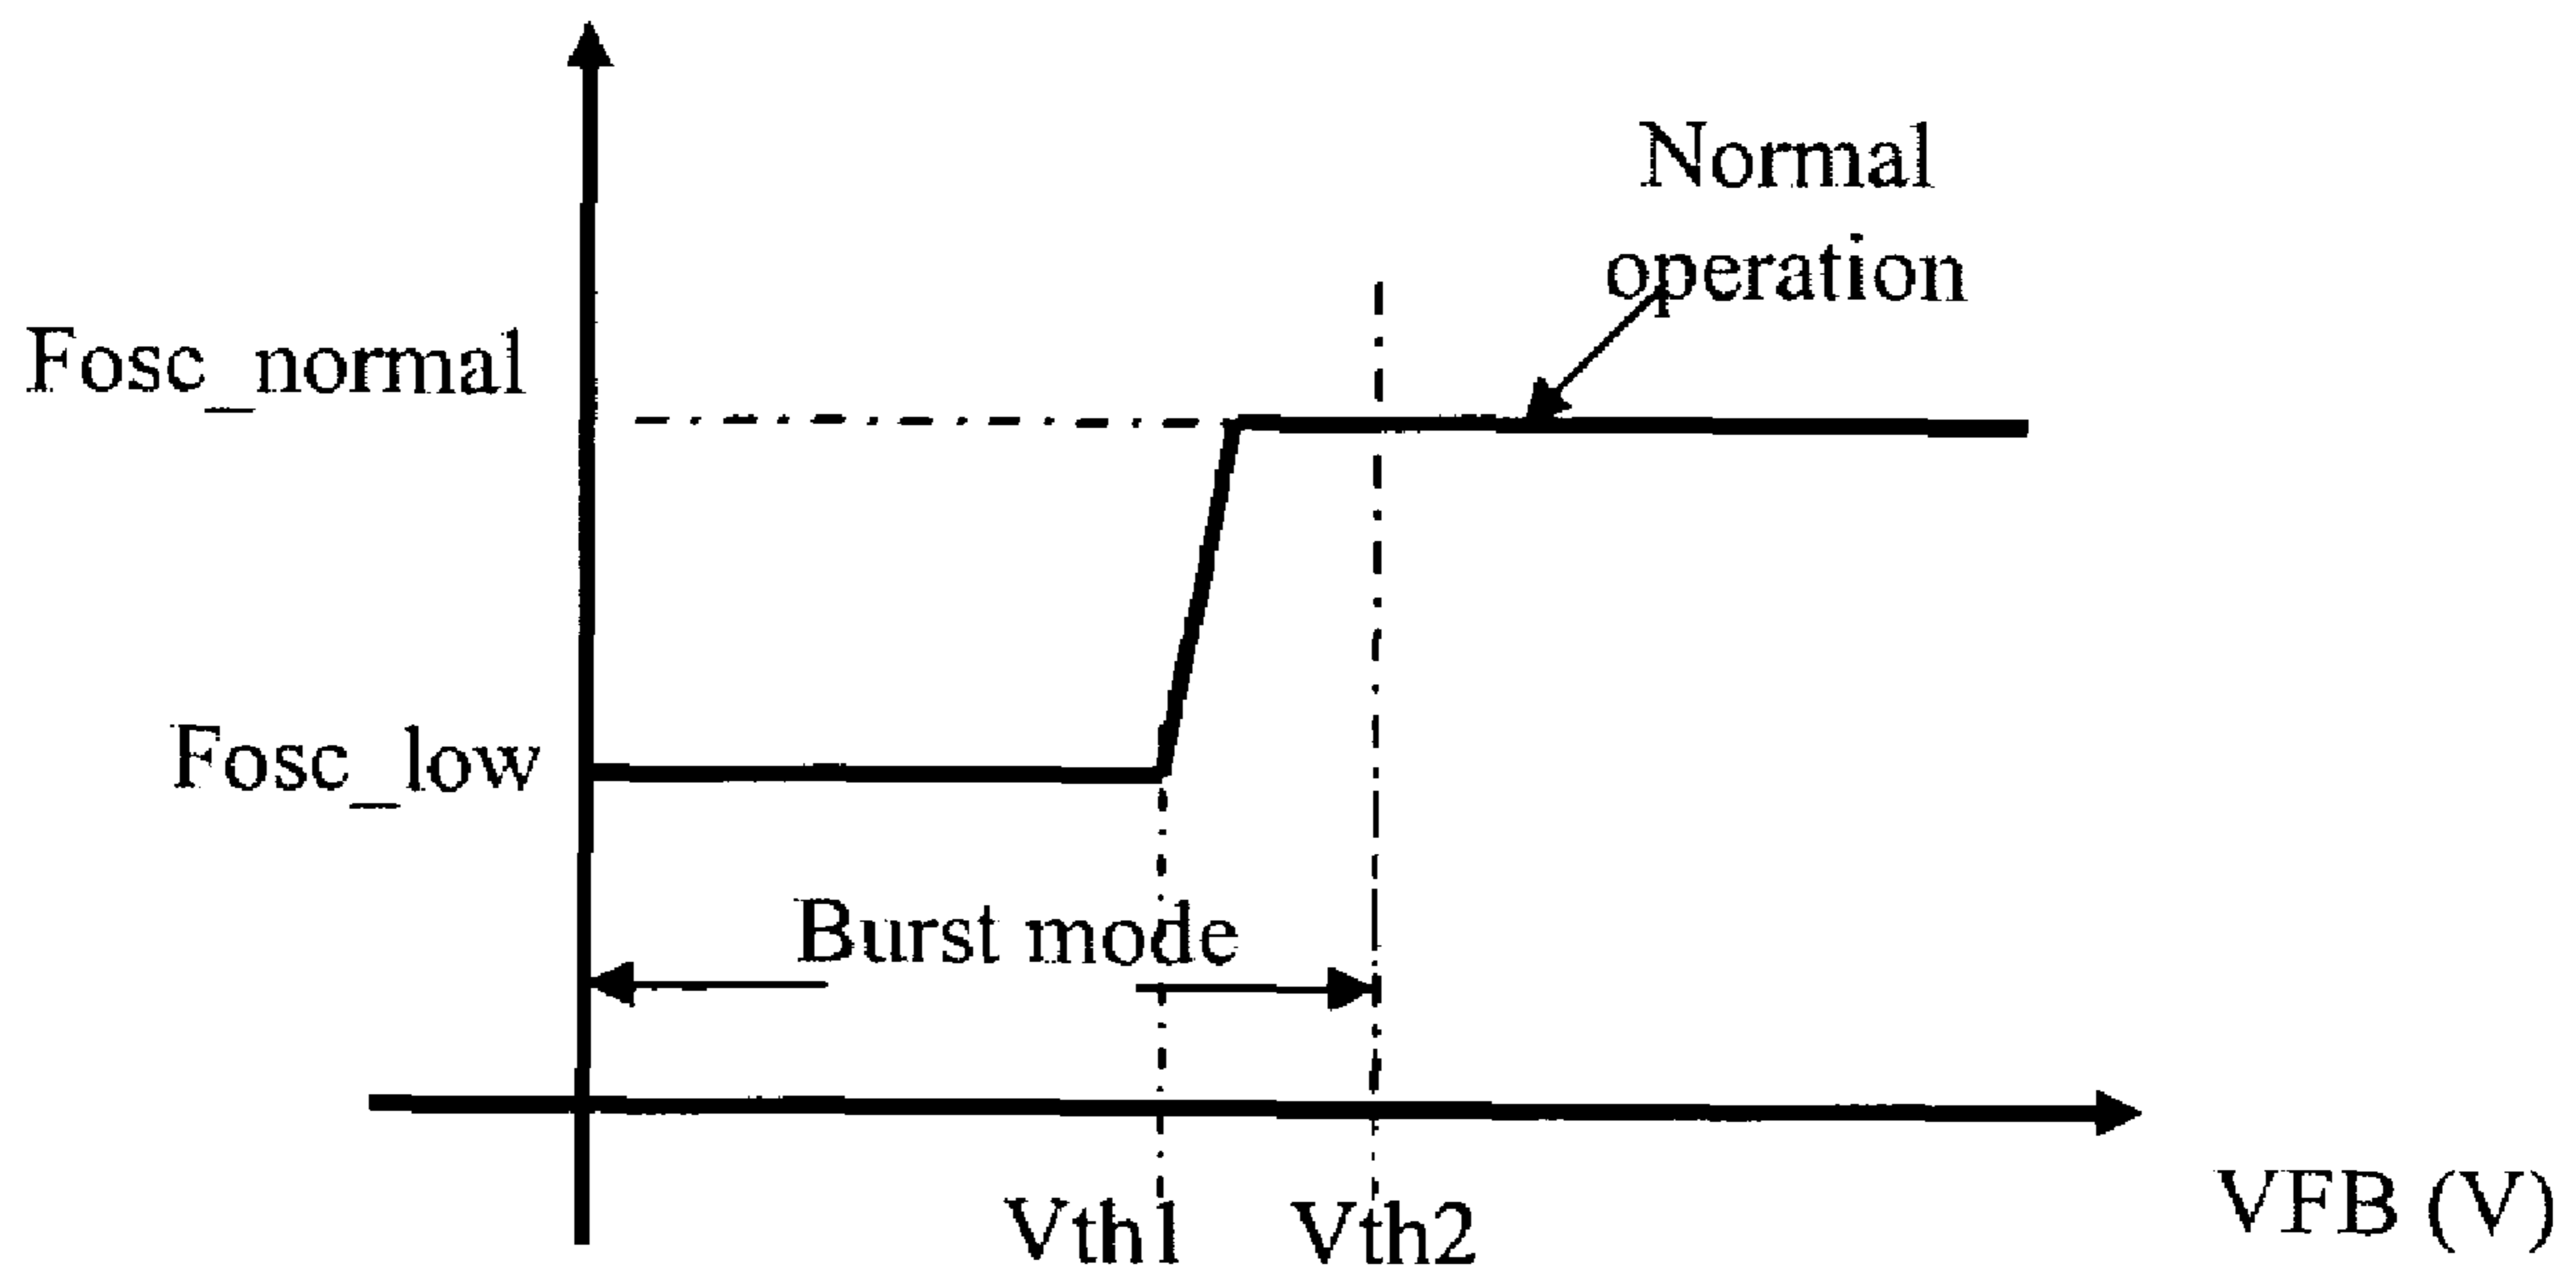 Normal
operation
Fosc_normal
Fosc_low
Burst mode
Vth1
Vth2
VFB (V)